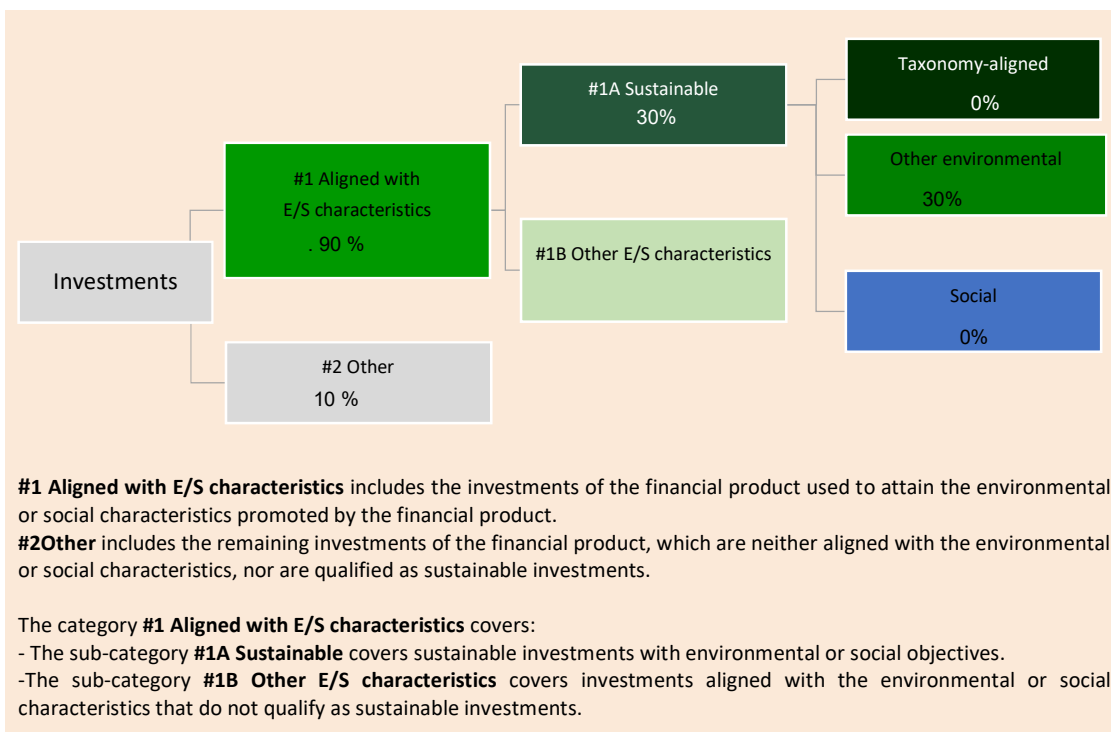 Investments
#1 Aligned with
E/S characteristics
. 90 %
#2 Other
10 %
#1A Sustainable
30%
#1B Other E/S characteristics
Taxonomy-aligned
0%
Other environmental
30%
Social
0%
#1 Aligned with E/S characteristics includes the investments of the financial product used to attain the environmental
or social characteristics promoted by the financial product.
#2Other includes the remaining investments of the financial product, which are neither aligned with the environmental
or social characteristics, nor are qualified as sustainable investments.
The category #1 Aligned with E/S characteristics covers:
- The sub-category #1A Sustainable covers sustainable investments with environmental or social objectives.
-The sub-category #1B Other E/S characteristics covers investments aligned with the environmental or social
characteristics that do not qualify as sustainable investments.